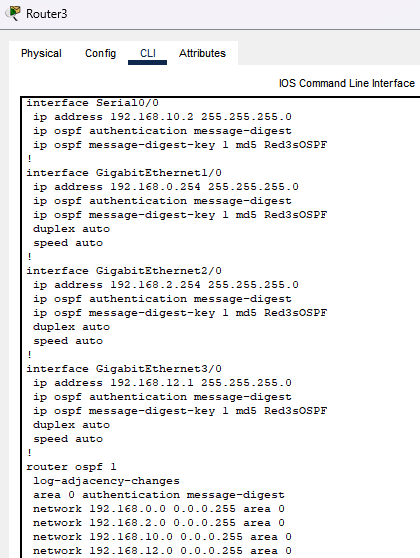 Router3
Physical Config CLI Attributes
IOS Command Line Interface
interface Serial0/0
ip address 192.168.10.2 255.255.255.0
ip ospf authentication message-digest
ip ospf message-digest-key 1 md5 Red3sOSPF
!
interface GigabitEthernet1/0
ip address 192.168.0.254 255.255.255.0
ip ospf authentication message-digest
ip ospf message-digest-key 1 md5 Red3sOSPF
duplex auto
speed auto
!
interface GigabitEthernet2/0
ip address 192.168.2.254 255.255.255.0
ip ospf authentication message-digest
ip ospf message-digest-key 1 md5 Red3sOSPF
duplex auto
speed auto
!
interface GigabitEthernet3/0
ip address 192.168.12.1 255.255.255.0
ip ospf authentication message-digest
ip ospf message-digest-key 1 md5 Red3sOSPF
duplex auto
speed auto
!
router ospf 1
log-adjacency-changes
area 0 authentication message-digest
network 192.168.0.0 0.0.0.255 area 0
network 192.168.2.0 0.0.0.255 area 0
network 192.168.10.0 0.0.0.255 area 0
network 192.168.12.0 0.0.0.255 area 0